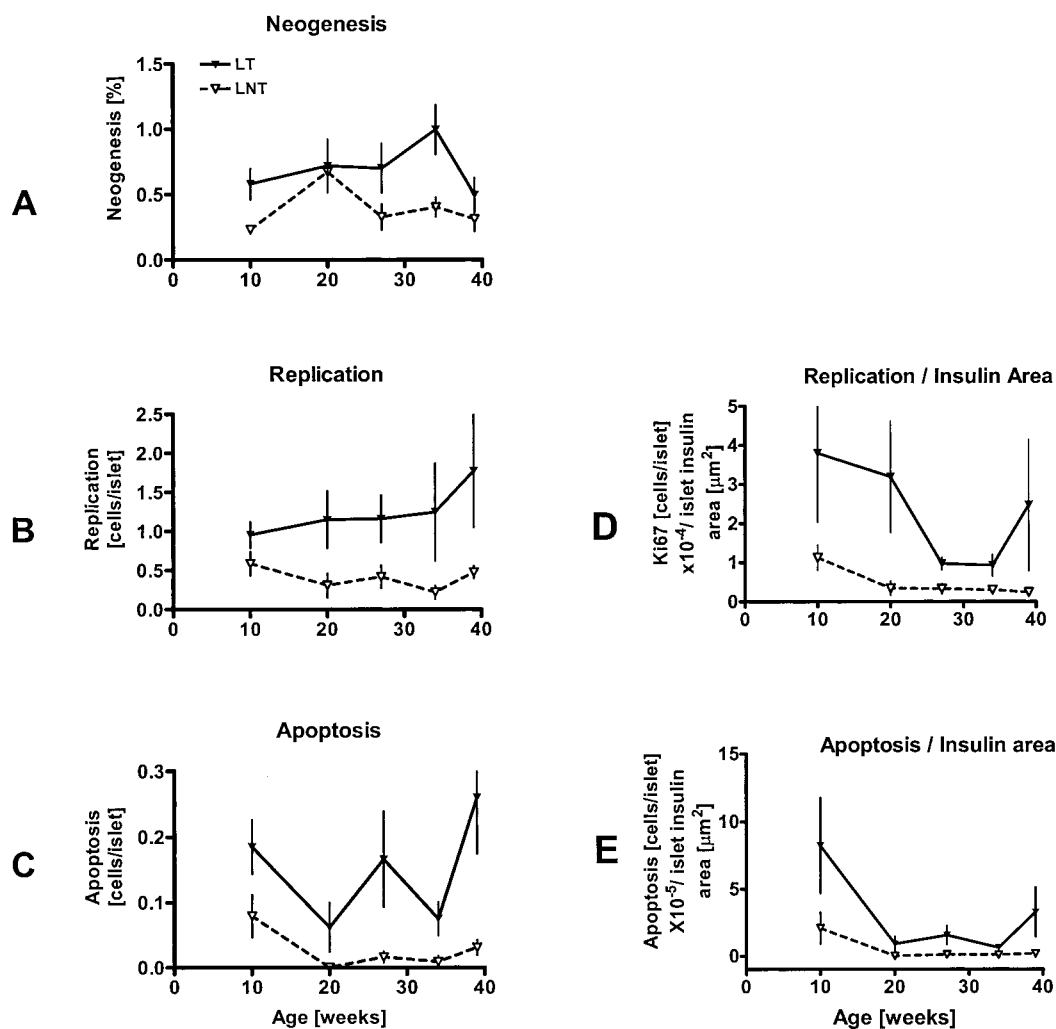 Neogenesis
LT
LNT
A
Neogenesis [%]
1.5
1.0
0.5
0.0
0 10 20 30 40
Replication
B
Replication
[cells/islet]
2.5
2.0
1.5
1.0
0.5
0.0
0 10 20 30 40
Replication / Insulin Area
D
Ki67 [cells/islet]
x10⁻⁴/ islet insulin
area [μm²]
5
4
3
2
1
0
0 10 20 30 40
Apoptosis
C
Apoptosis
[cells/islet]
0.3
0.2
0.1
0.0
0 10 20 30 40
Age [weeks]
Apoptosis / Insulin area
E
Apoptosis [cells/islet]
X10⁻⁵/ islet insulin
area [μm²]
15
10
5
0
0 10 20 30 40
Age [weeks]